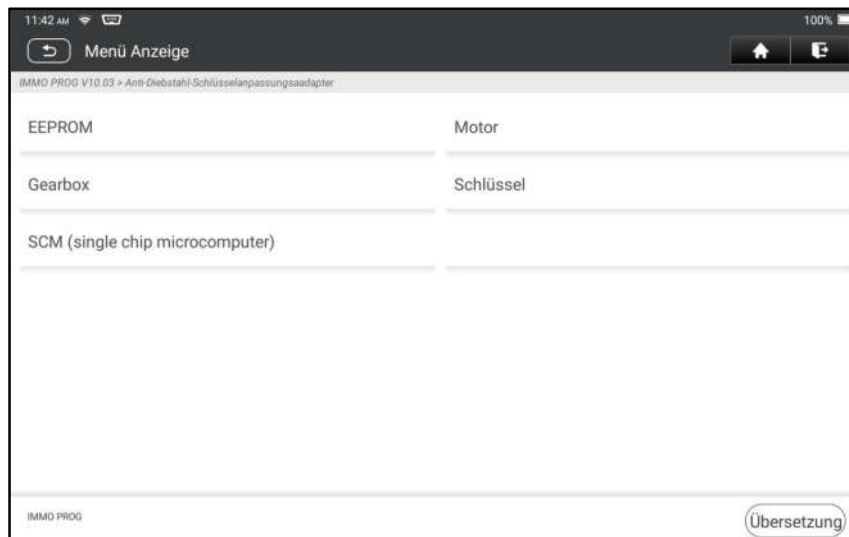 11:42 AM 100%
Menü Anzeige
IMMO PROG V10.03 > Anti-Diebstahl-Schlüsselanpassungsaadapter
EEPROM Motor
Gearbox Schlüssel
SCM (single chip microcomputer)
IMMO PROG Übersetzung